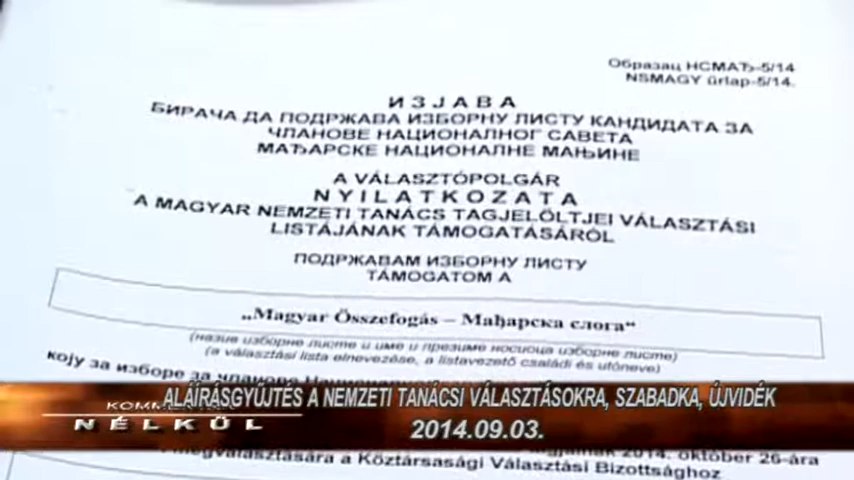 Образац НСМАЂ-5/14
NSMAGY űrlap-5/14.
ИЗЈАВА
БИРАЧА ДА ПОДРЖАВА ИЗБОРНУ ЛИСТУ КАНДИДАТА ЗА
ЧЛАНОВЕ НАЦИОНАЛНОГ САВЕТА
МАЂАРСКЕ НАЦИОНАЛНЕ МАЊИНЕ
A VÁLASZTÓPOLGÁR
NYILATKOZATA
A MAGYAR NEMZETI TANÁCS TAGJELÖLTJEI VÁLASZTÁSI
LISTÁJÁNAK TÁMOGATÁSÁRÓL
ПОДРЖАВАМ ИЗБОРНУ ЛИСТУ
TÁMOGATOM A
„Magyar Összefogás – Мађарска слога“
(назив изборне листе и име и презиме носиоца изборне листе)
(a választási lista elnevezése, a listavezető családi és utóneve)
коју за изборе за чланове
ALÁÍRÁSGYŰJTÉS A NEMZETI TANÁCSI VÁLASZTÁSOKRA, SZABADKA, ÚJVIDÉK
NÉLKÜL
2014.09.03.
2014. október 26-ára
megválasztására a Köztársasági Választási Bizottsághoz